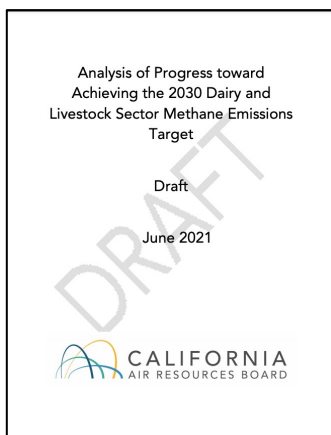 Analysis of Progress toward
Achieving the 2030 Dairy and
Livestock Sector Methane Emissions
Target
Draft
June 2021
DRAFT
CALIFORNIA
AIR RESOURCES BOARD